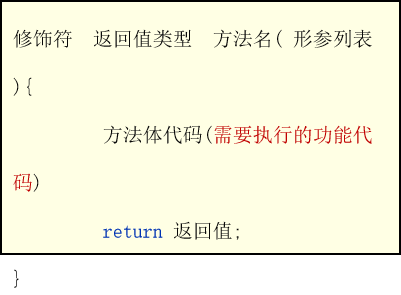 修饰符 返回值类型 方法名( 形参列表
){
方法体代码(需要执行的功能代
码)
return 返回值;
}